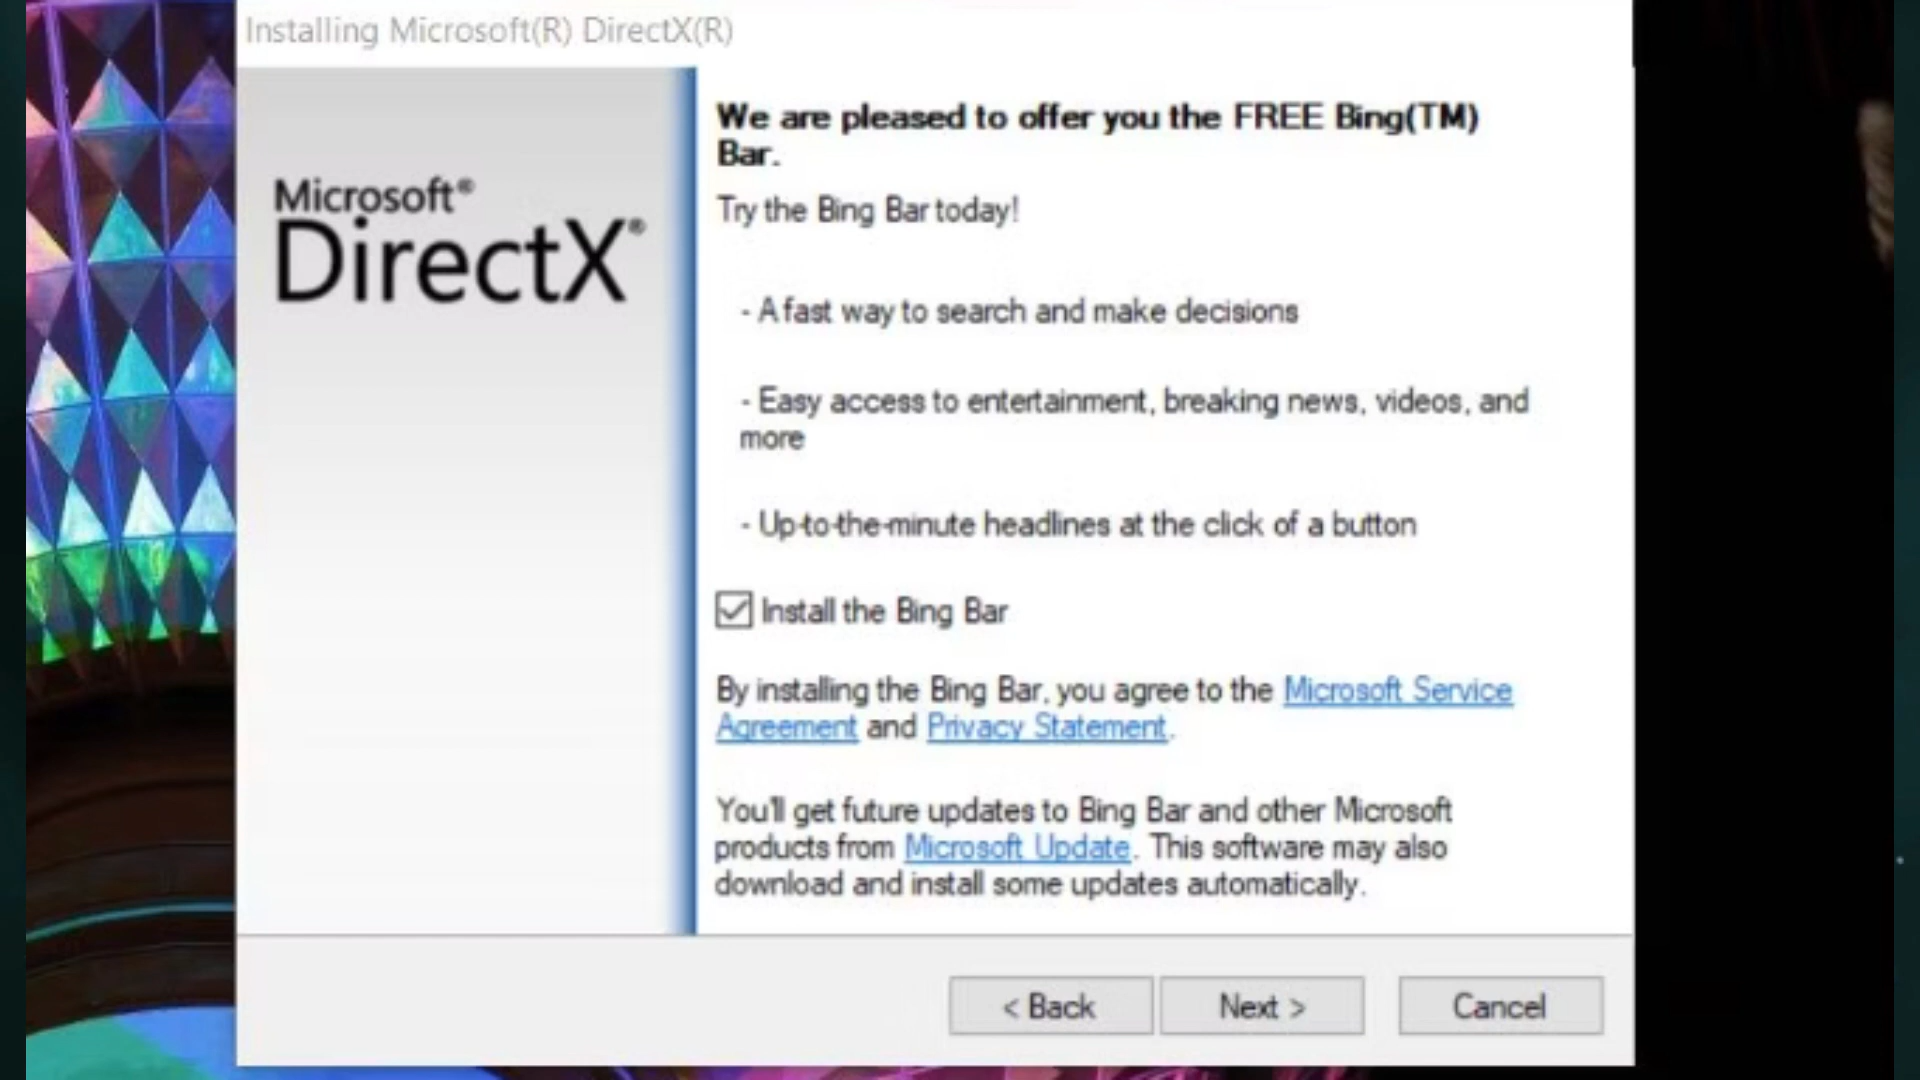 Installing Microsoft(R) DirectX(R)
Microsoft®
DirectX®
We are pleased to offer you the FREE Bing(TM)
Bar.
Try the Bing Bar today!
- A fast way to search and make decisions
- Easy access to entertainment, breaking news, videos, and
more
- Up-to-the-minute headlines at the click of a button
Install the Bing Bar
By installing the Bing Bar, you agree to the Microsoft Service
Agreement and Privacy Statement.
You'll get future updates to Bing Bar and other Microsoft
products from Microsoft Update. This software may also
download and install some updates automatically.
< Back
Next >
Cancel